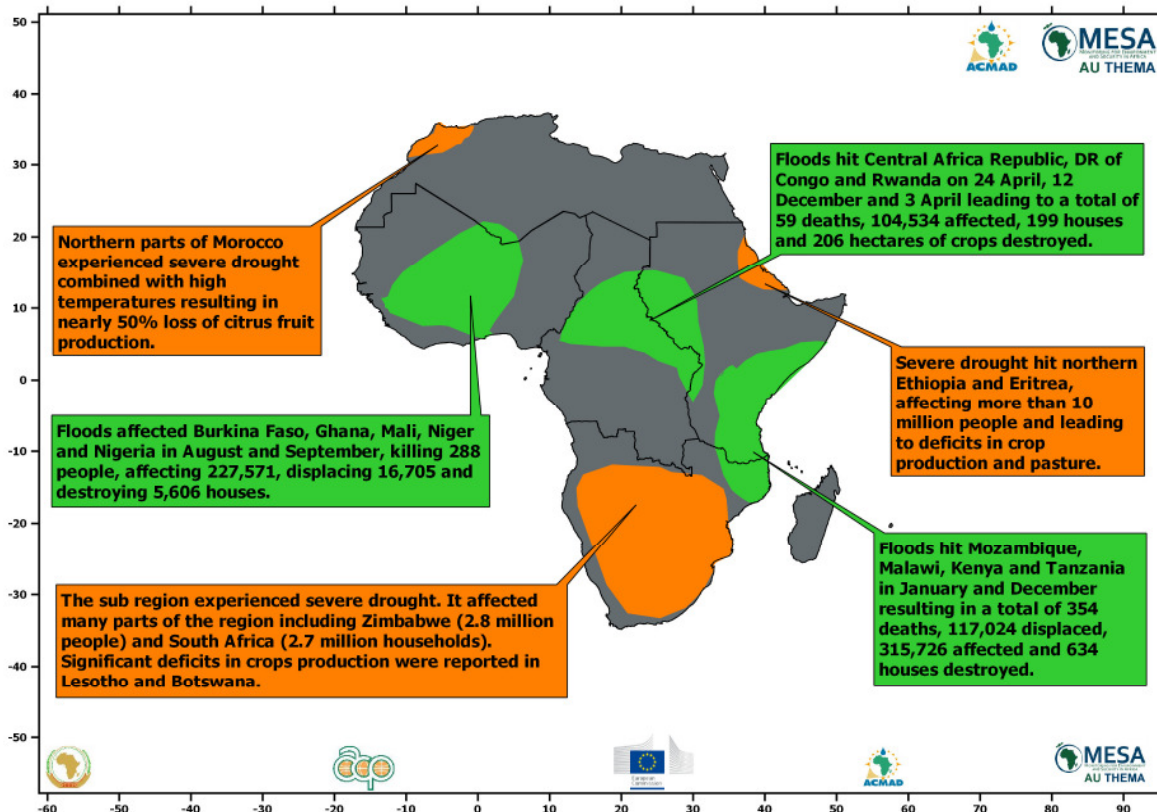 50
40
30
20
10
0
-10
-20
-30
-40
-50
ACMAD
MESA
AU THEMA
Floods hit Central Africa Republic, DR of
Congo and Rwanda on 24 April, 12
December and 3 April leading to a total of
59 deaths, 104,534 affected, 199 houses
and 206 hectares of crops destroyed.
Northern parts of Morocco
experienced severe drought
combined with high
temperatures resulting in
nearly 50% loss of citrus fruit
production.
Severe drought hit northern
Ethiopia and Eritrea,
affecting more than 10
million people and leading
to deficits in crop
production and pasture.
Floods affected Burkina Faso, Ghana, Mali, Niger
and Nigeria in August and September, killing 288
people, affecting 227,571, displacing 16,705 and
destroying 5,606 houses.
Floods hit Mozambique,
Malawi, Kenya and Tanzania
in January and December
resulting in a total of 354
deaths, 117,024 displaced,
315,726 affected and 634
houses destroyed.
The sub region experienced severe drought. It affected
many parts of the region including Zimbabwe (2.8 million
people) and South Africa (2.7 million households).
Significant deficits in crops production were reported in
Lesotho and Botswana.
acp
European
Commission
ACMAD
MESA
AU THEMA
-60 -50 -40 -30 -20 -10 0 10 20 30 40 50 60 70 80 90